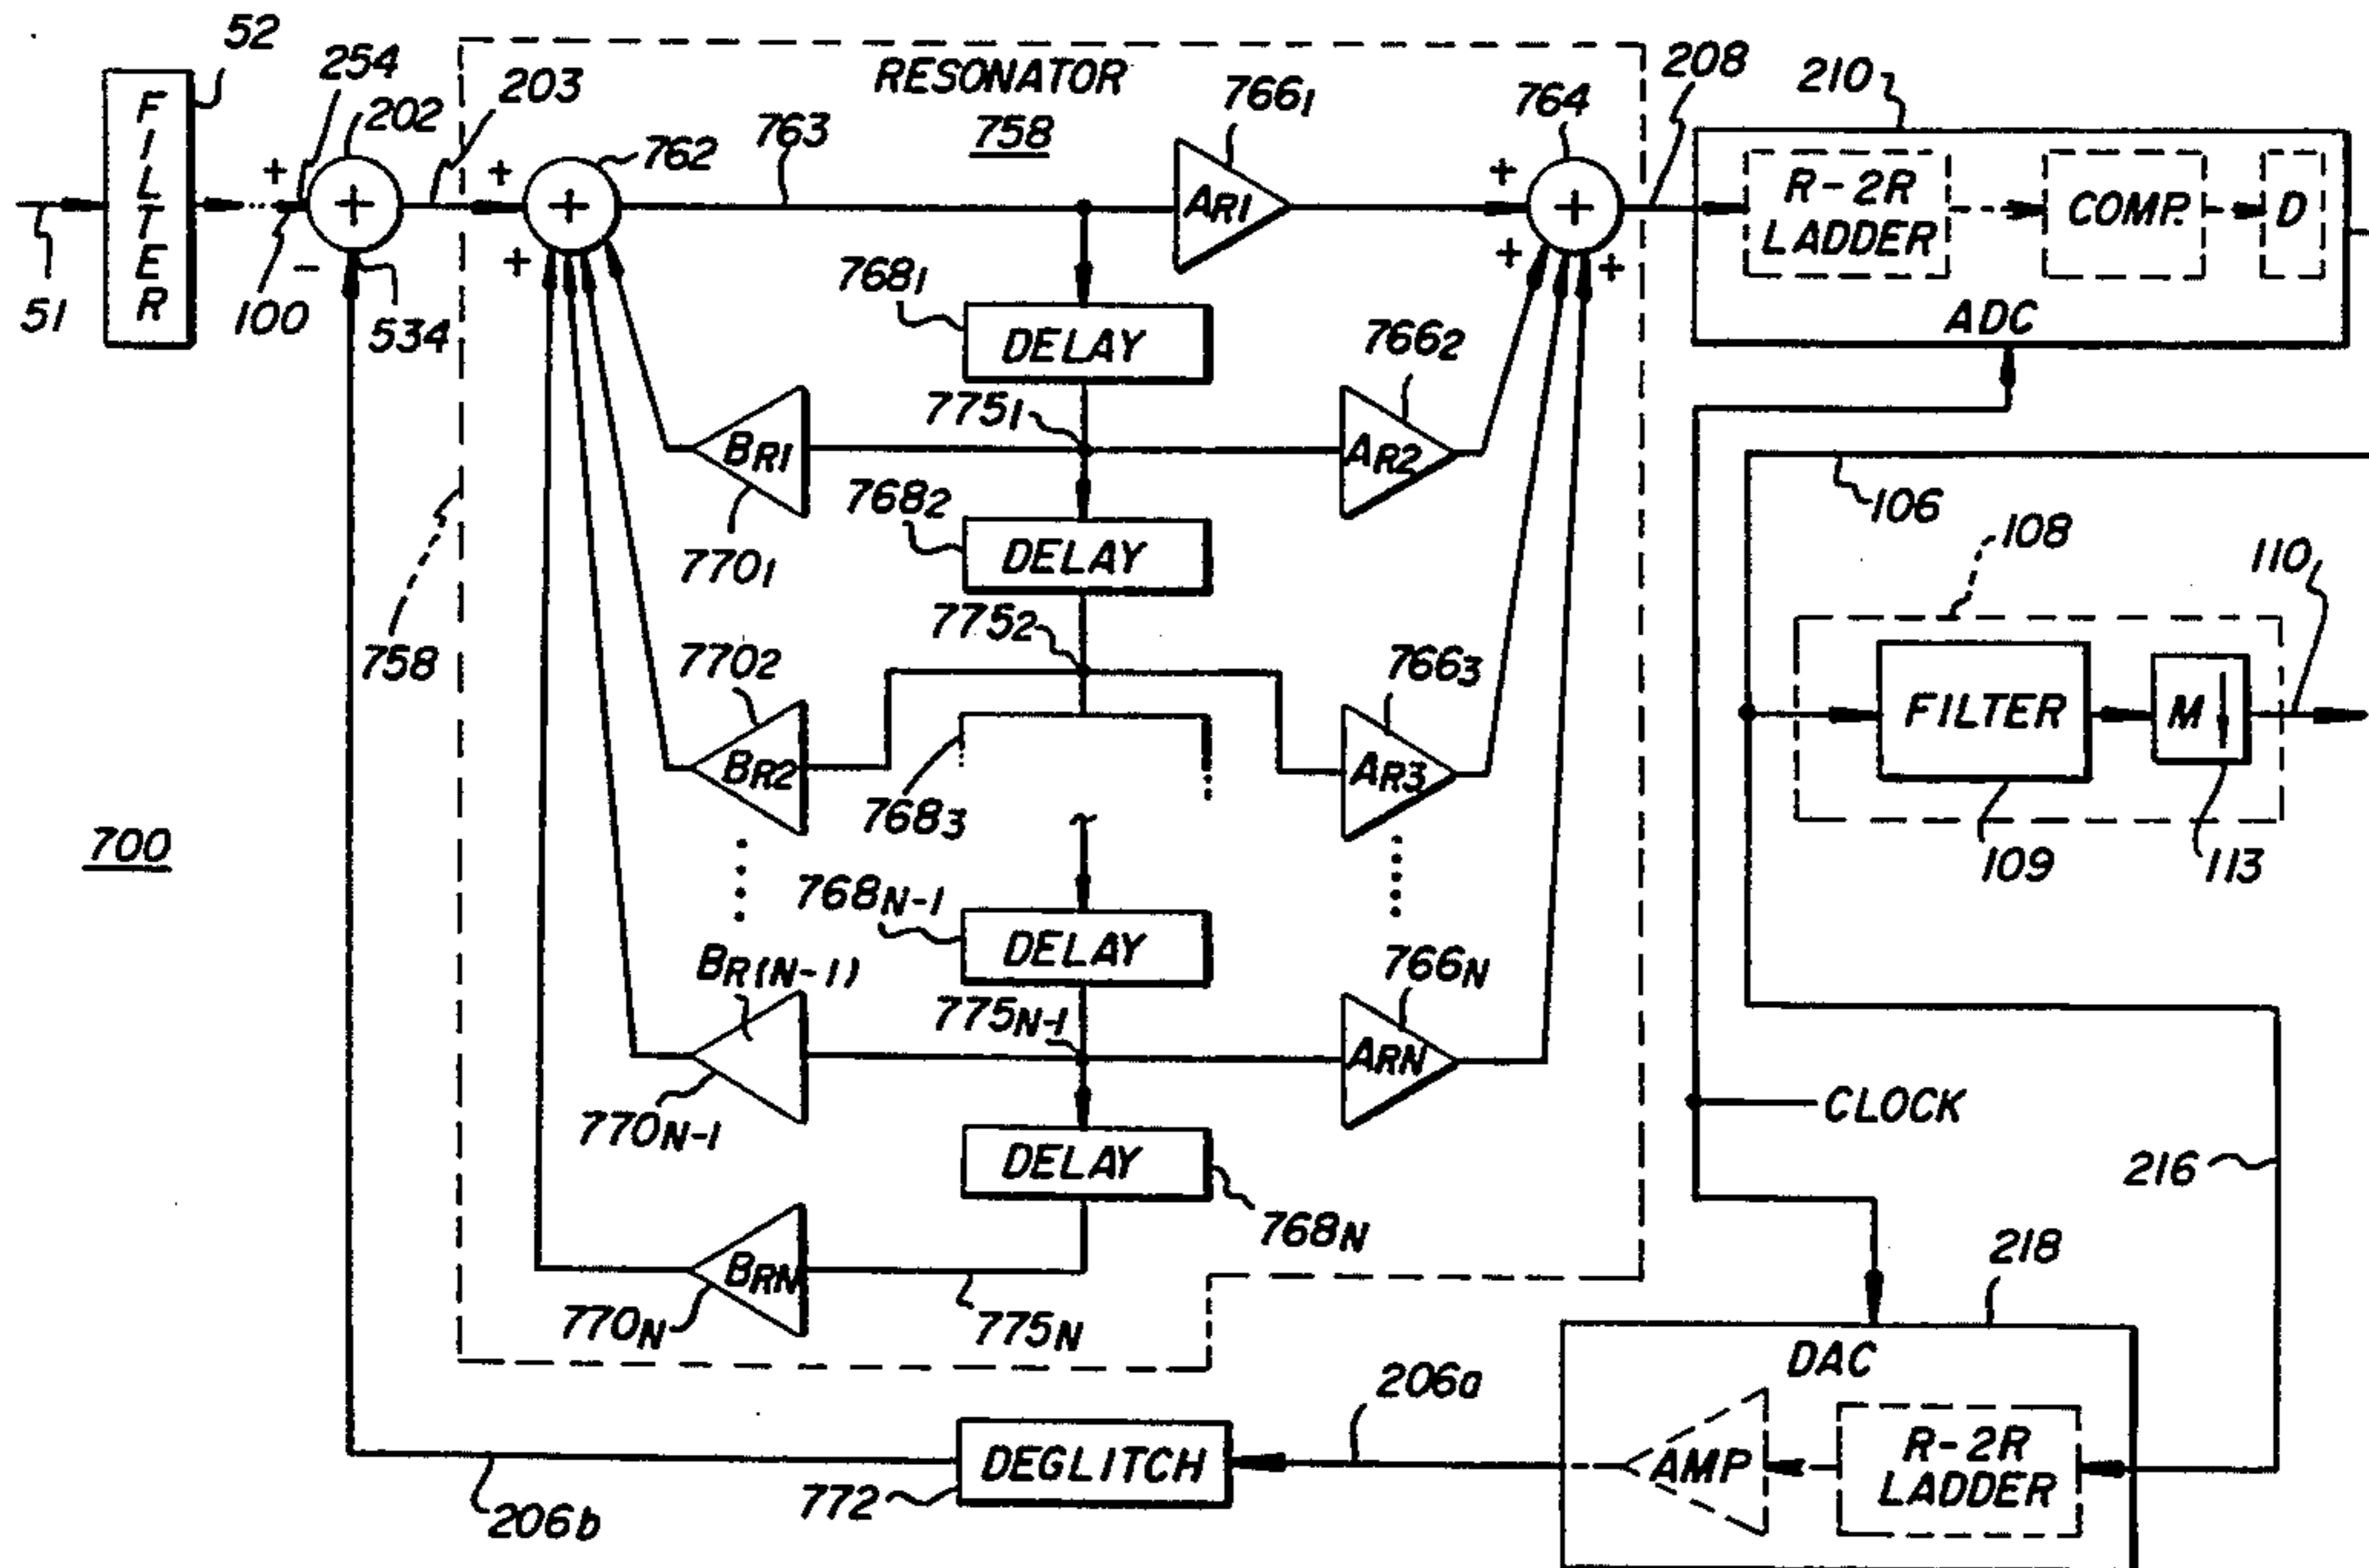 52
254
202
203
RESONATOR
758
763
762
766₁
764
208
210
FILTER
+
+
+
+
+
+
+
+
-
+
+
AR1
R-2R
LADDER
COMP.
D
ADC
51
100
534
768₁
DELAY
766₂
775₁
BR1
AR2
770₁
768₂
DELAY
106
108
110
775₂
758
770₂
766₃
BR2
AR3
768₃
FILTER
M
109
113
700
768N-1
DELAY
BR(N-1)
766N
775N-1
ARN
770N-1
CLOCK
DELAY
768N
216
BRN
770N
775N
218
DAC
206a
DEGLITCH
772
AMP
R-2R
LADDER
206b